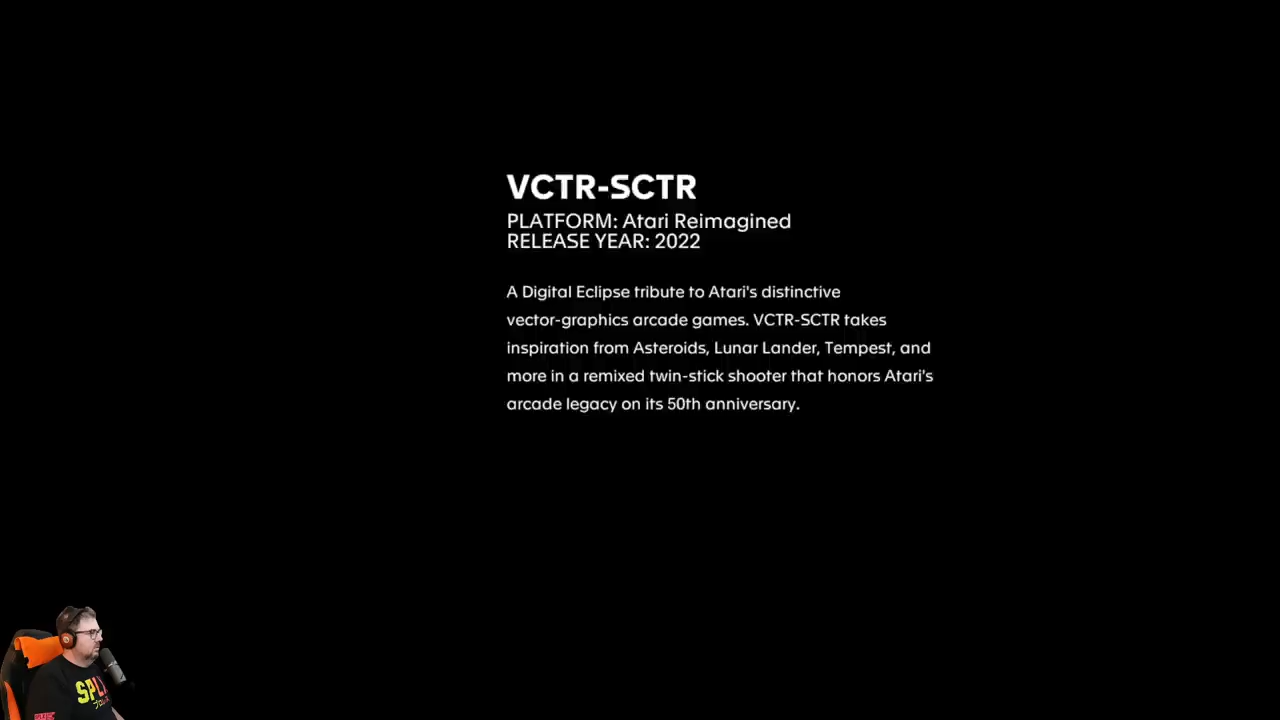 VCTR-SCTR
PLATFORM: Atari Reimagined
RELEASE YEAR: 2022
A Digital Eclipse tribute to Atari's distinctive
vector-graphics arcade games. VCTR-SCTR takes
inspiration from Asteroids, Lunar Lander, Tempest, and
more in a remixed twin-stick shooter that honors Atari's
arcade legacy on its 50th anniversary.